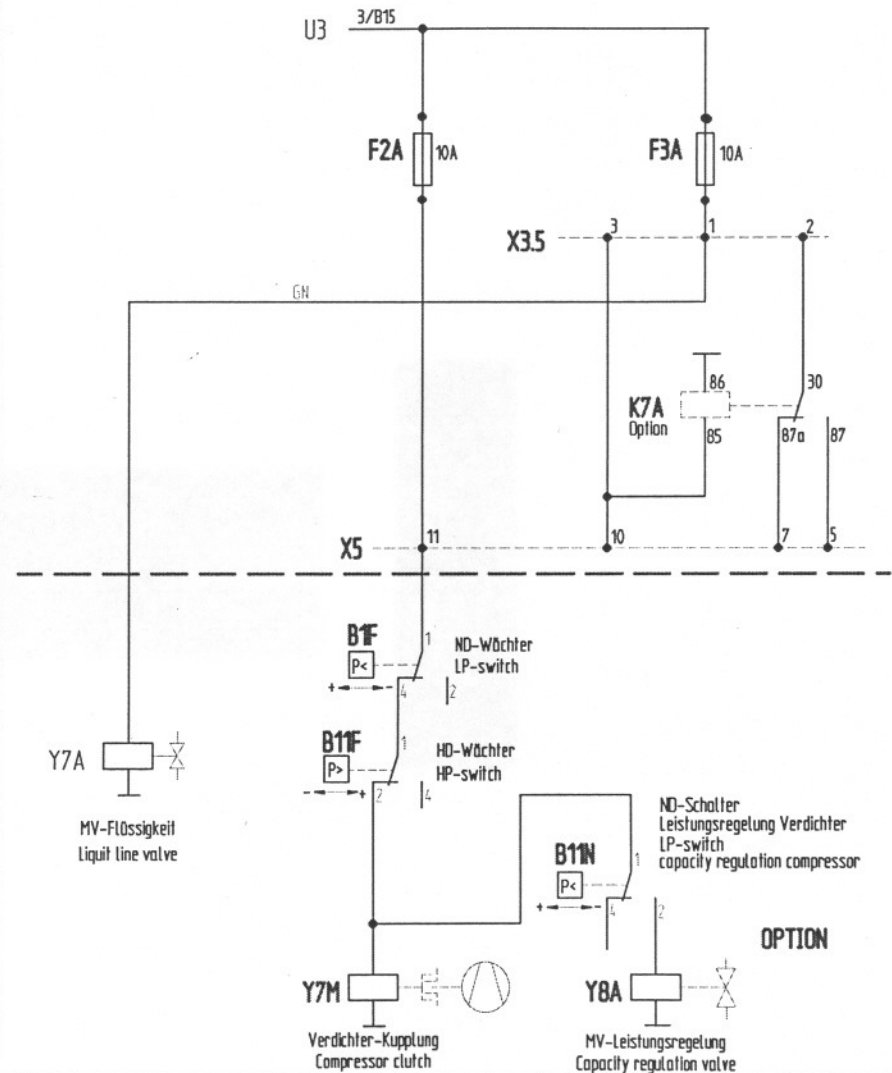 3/B15
U3
F2A 10A
F3A 10A
X3.5 3 1 2
GN
86 30
K7A
Option
85 87a 87
X5 11 10 7 5
B1F 1
ND-Wächter
LP-switch
P<
+ - 4 2
B11F 1
HD-Wächter
HP-switch
P>
- + 2 4
Y7A
MV-Flüssigkeit
Liquit line valve
ND-Schalter
Leistungsregelung Verdichter
LP-switch
capacity regulation compressor
B11N 1
P<
+ - 4 2
OPTION
Y7M
Y8A
Verdichter-Kupplung
Compressor clutch
MV-Leistungsregelung
Capacity regulation valve